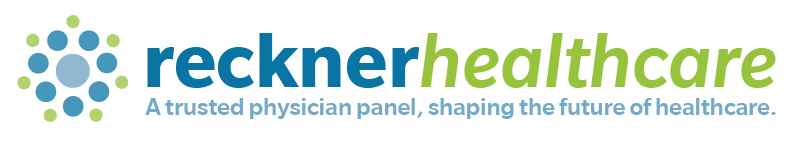 recknerhealthcare
A trusted physician panel, shaping the future of healthcare.